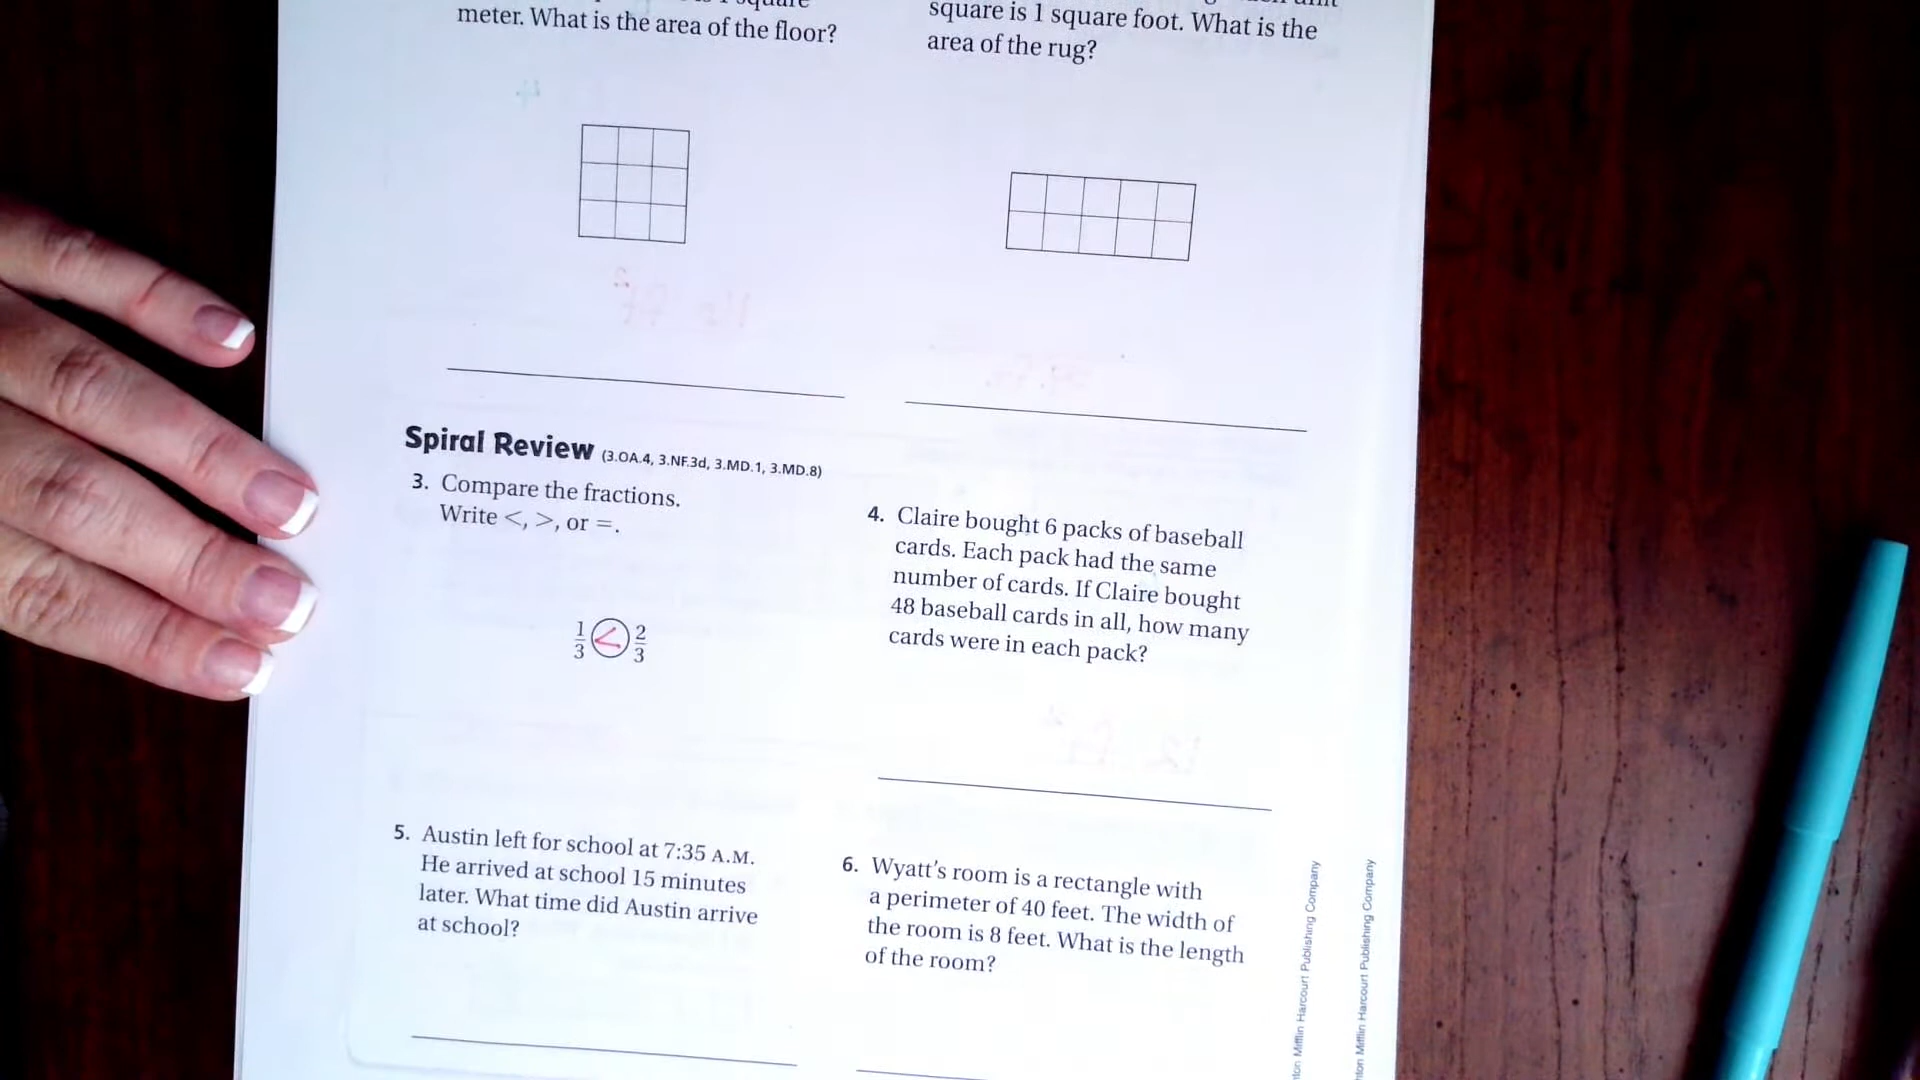 meter. What is the area of the floor?
square is 1 square foot. What is the
area of the rug?
Spiral Review (3.OA.4, 3.NF.3d, 3.MD.1, 3.MD.8)
3. Compare the fractions.
Write <, >, or =.
1/3 < 2/3
4. Claire bought 6 packs of baseball
cards. Each pack had the same
number of cards. If Claire bought
48 baseball cards in all, how many
cards were in each pack?
5. Austin left for school at 7:35 A.M.
He arrived at school 15 minutes
later. What time did Austin arrive
at school?
6. Wyatt's room is a rectangle with
a perimeter of 40 feet. The width of
the room is 8 feet. What is the length
of the room?
Mifflin Harcourt Publishing Company
Mifflin Harcourt Publishing Company